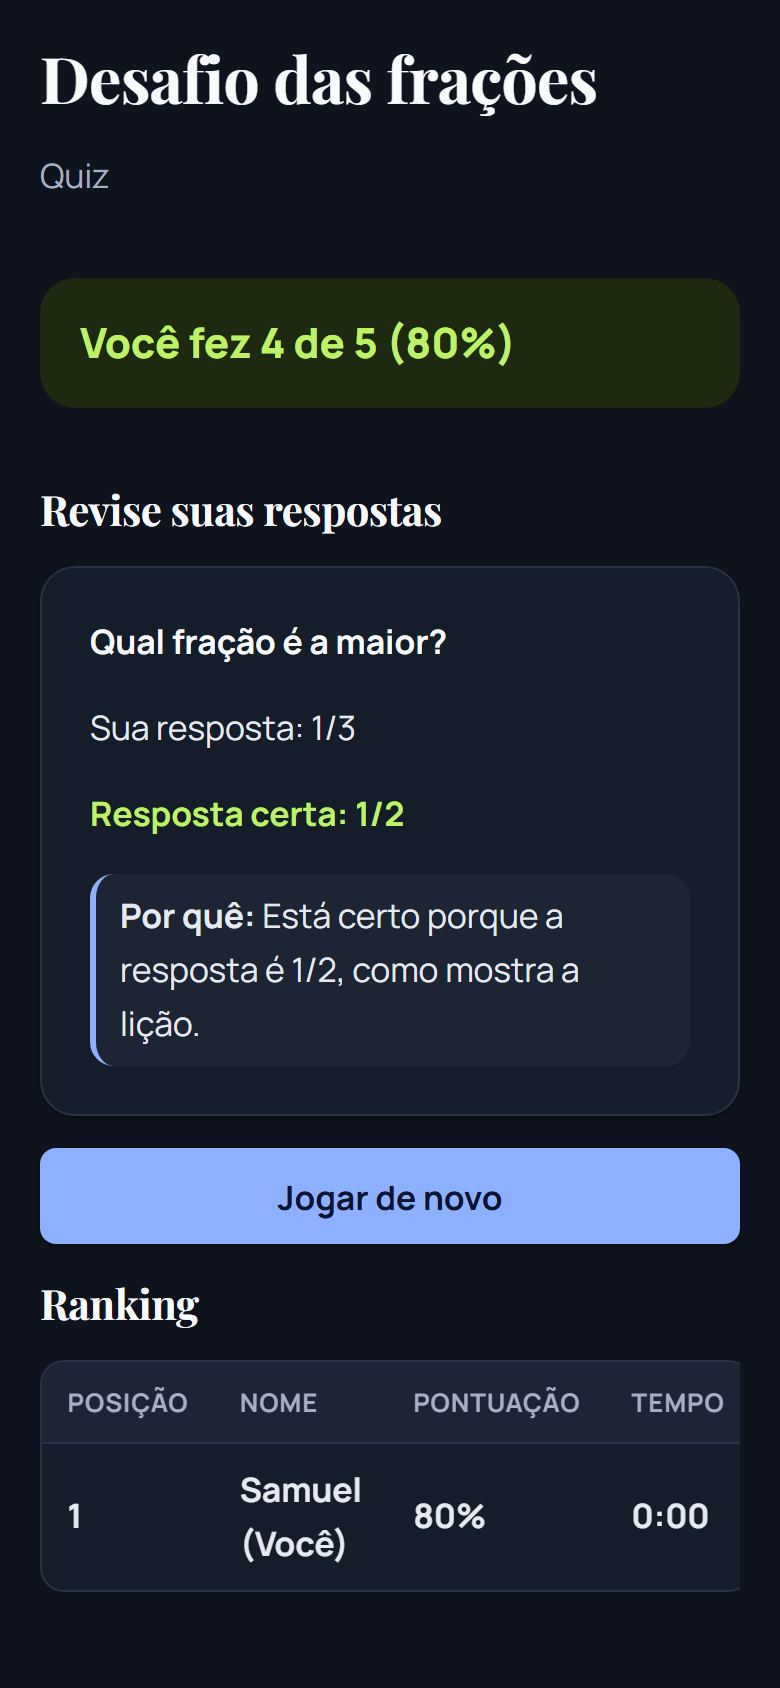 Desafio das frações
Quiz
Você fez 4 de 5 (80%)
Revise suas respostas
Qual fração é a maior?
Sua resposta: 1/3
Resposta certa: 1/2
Por quê: Está certo porque a
resposta é 1/2, como mostra a
lição.
Jogar de novo
Ranking
POSIÇÃO NOME PONTUAÇÃO TEMPO
1 Samuel (Você) 80% 0:00